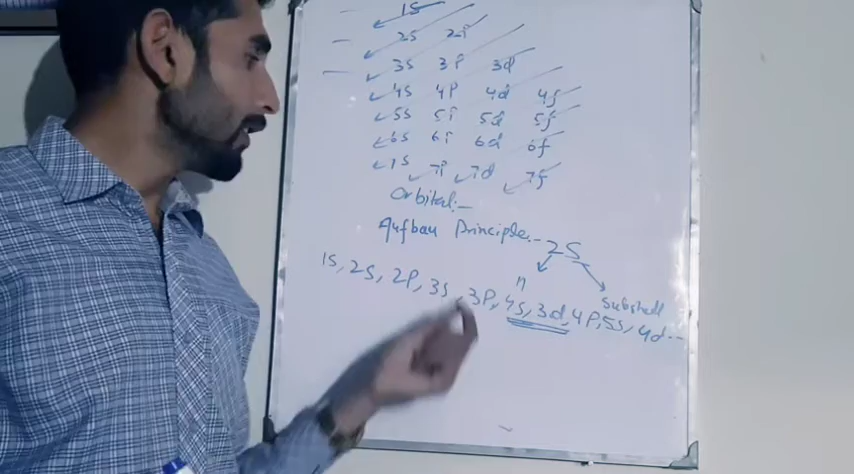 1S
2S 2P
3S 3P 3d
4S 4P 4d 4f
5S 5P 5d 5f
6S 6P 6d 6f
7S 7P 7d 7f
Orbital
Aufbau Principle
2S
n
Subshell
1S, 2S, 2P, 3S, 3P, 4S, 3d, 4P, 5S, 4d...